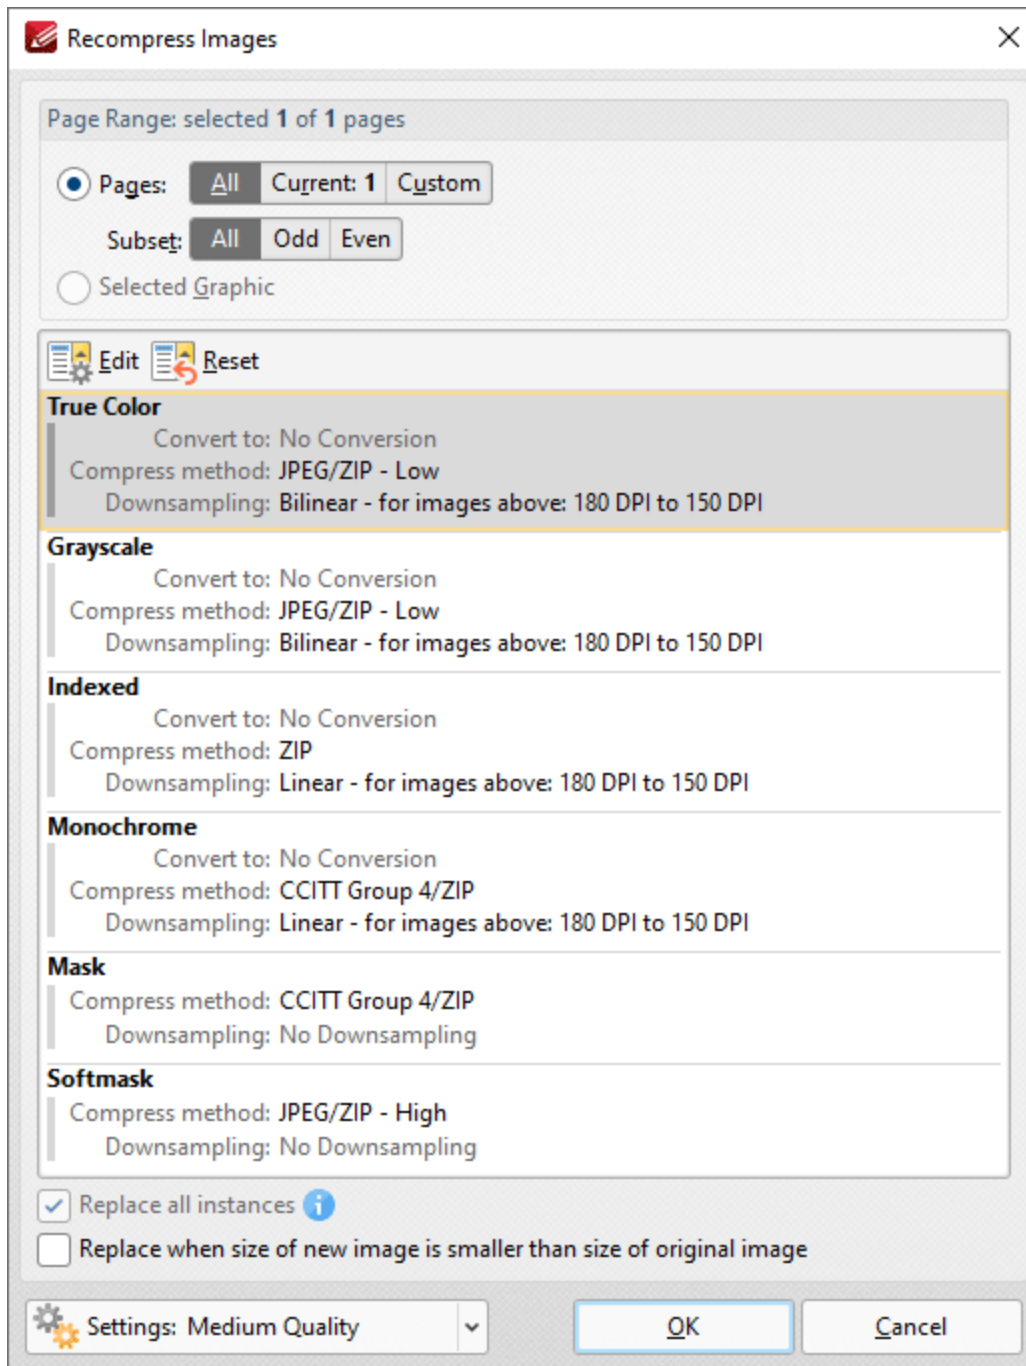 Recompress Images
Page Range: selected 1 of 1 pages
Pages: All Current: 1 Custom
Subset: All Odd Even
Selected Graphic
Edit Reset
True Color
Convert to: No Conversion
Compress method: JPEG/ZIP - Low
Downsampling: Bilinear - for images above: 180 DPI to 150 DPI
Grayscale
Convert to: No Conversion
Compress method: JPEG/ZIP - Low
Downsampling: Bilinear - for images above: 180 DPI to 150 DPI
Indexed
Convert to: No Conversion
Compress method: ZIP
Downsampling: Linear - for images above: 180 DPI to 150 DPI
Monochrome
Convert to: No Conversion
Compress method: CCITT Group 4/ZIP
Downsampling: Linear - for images above: 180 DPI to 150 DPI
Mask
Compress method: CCITT Group 4/ZIP
Downsampling: No Downsampling
Softmask
Compress method: JPEG/ZIP - High
Downsampling: No Downsampling
Replace all instances i
Replace when size of new image is smaller than size of original image
Settings: Medium Quality OK Cancel